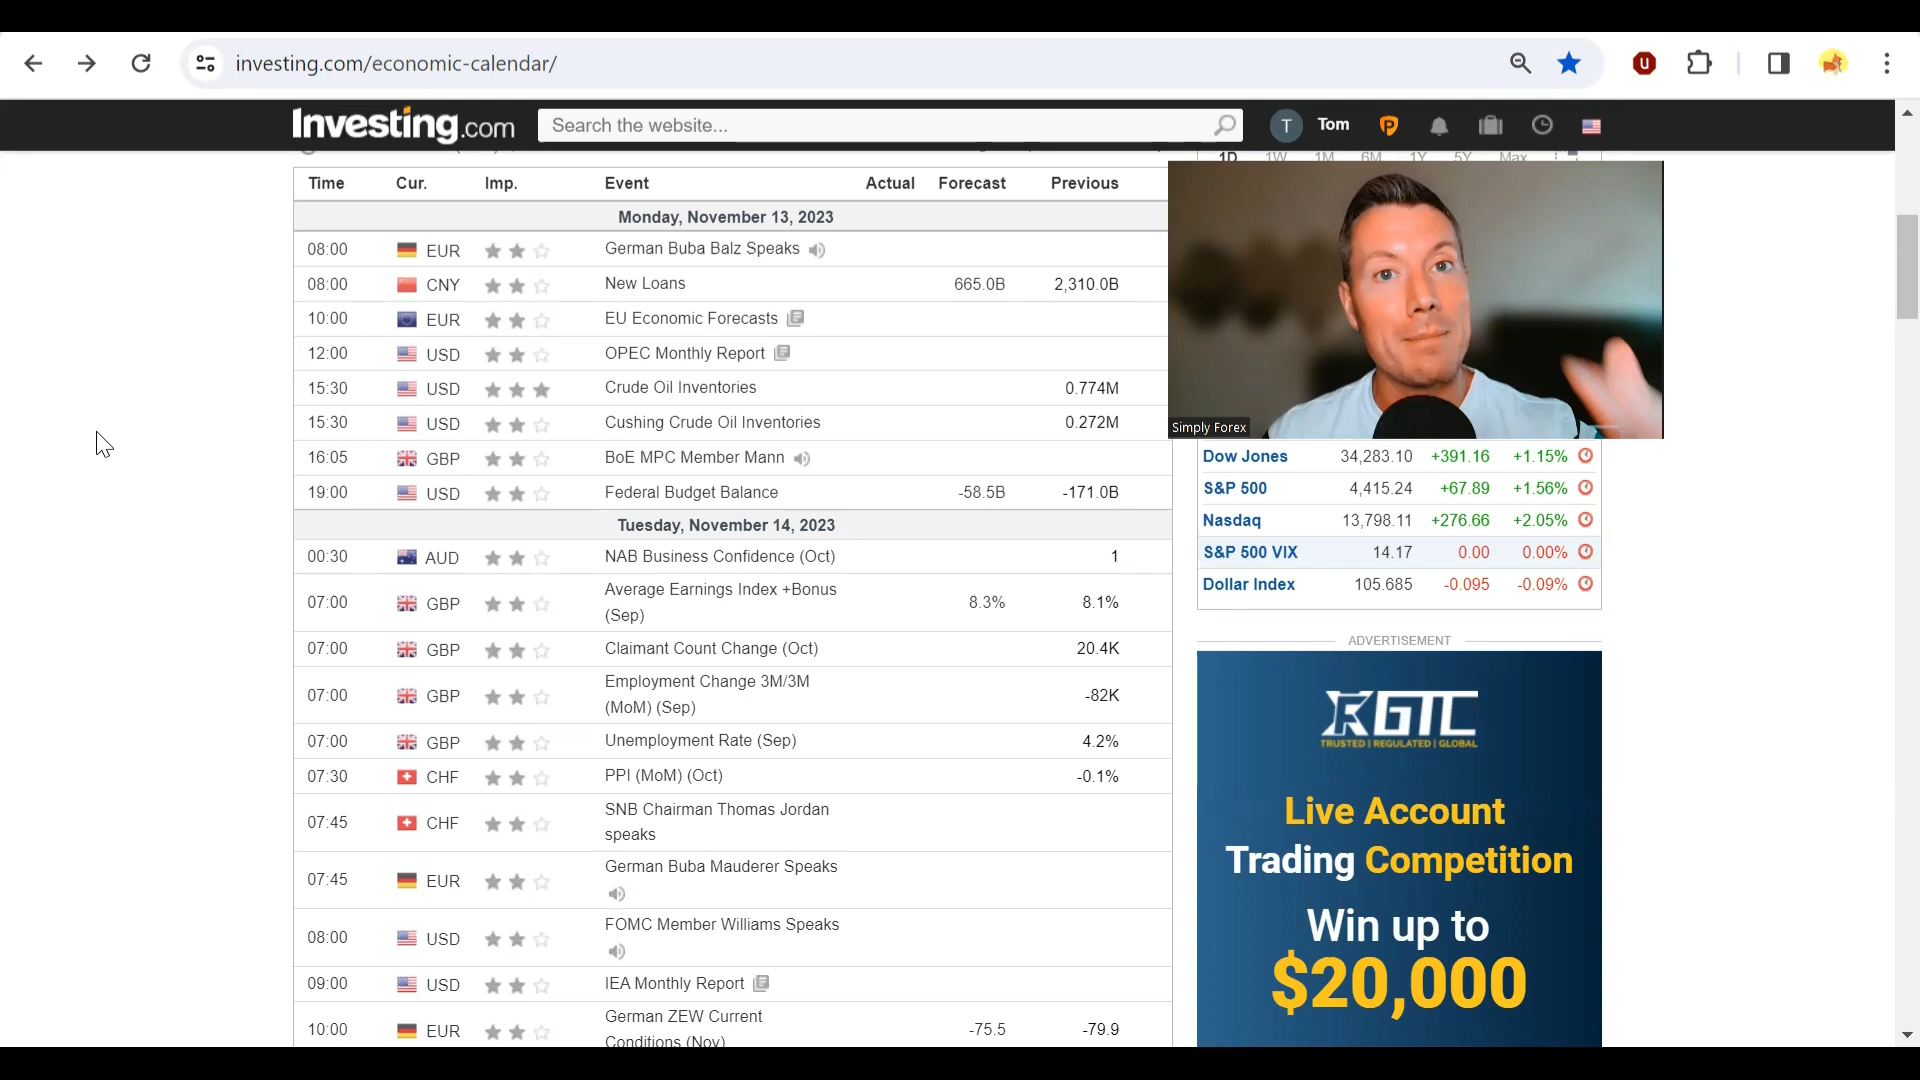 investing.com/economic-calendar/
Investing.com
Search the website...
T
Tom
P
1D 1W 1M 6M 1Y 5Y Max
Time Cur. Imp. Event Actual Forecast Previous
Monday, November 13, 2023
08:00 EUR German Buba Balz Speaks
08:00 CNY New Loans 665.0B 2,310.0B
10:00 EUR EU Economic Forecasts
12:00 USD OPEC Monthly Report
15:30 USD Crude Oil Inventories 0.774M
15:30 USD Cushing Crude Oil Inventories 0.272M
16:05 GBP BoE MPC Member Mann
19:00 USD Federal Budget Balance -58.5B -171.0B
Tuesday, November 14, 2023
00:30 AUD NAB Business Confidence (Oct) 1
07:00 GBP Average Earnings Index +Bonus
(Sep) 8.3% 8.1%
07:00 GBP Claimant Count Change (Oct) 20.4K
07:00 GBP Employment Change 3M/3M
(MoM) (Sep) -82K
07:00 GBP Unemployment Rate (Sep) 4.2%
07:30 CHF PPI (MoM) (Oct) -0.1%
07:45 CHF SNB Chairman Thomas Jordan
speaks
07:45 EUR German Buba Mauderer Speaks
08:00 USD FOMC Member Williams Speaks
09:00 USD IEA Monthly Report
10:00 EUR German ZEW Current
Conditions (Nov) -75.5 -79.9
Simply Forex
Dow Jones 34,283.10 +391.16 +1.15%
S&P 500 4,415.24 +67.89 +1.56%
Nasdaq 13,798.11 +276.66 +2.05%
S&P 500 VIX 14.17 0.00 0.00%
Dollar Index 105.685 -0.095 -0.09%
ADVERTISEMENT
GTC
TRUSTED | REGULATED | GLOBAL
Live Account
Trading Competition
Win up to
$20,000